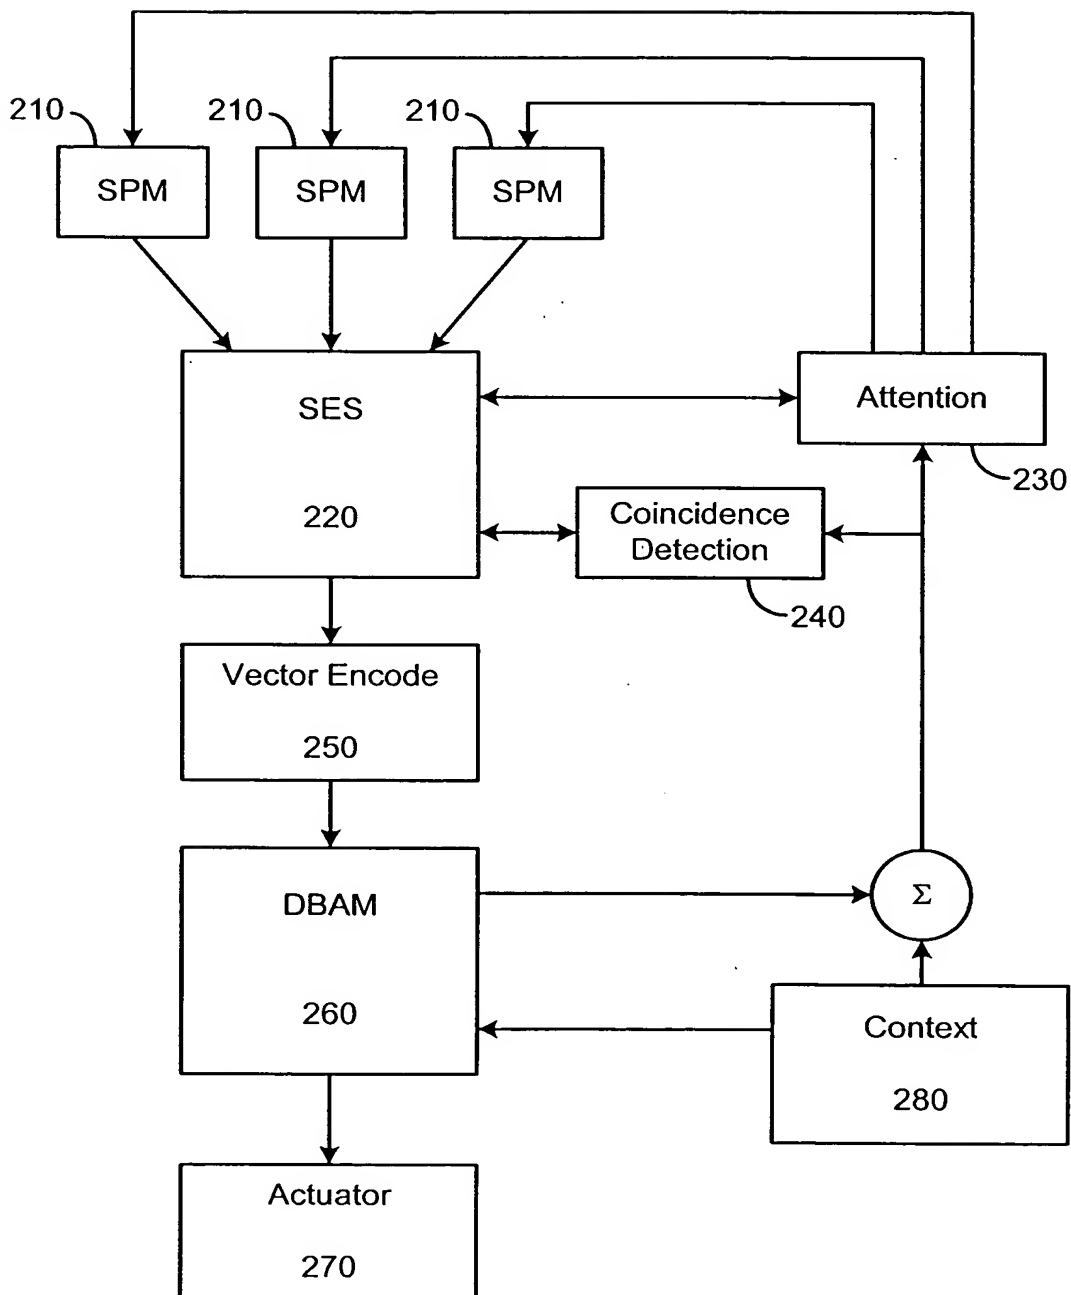 210 210 210
SPM SPM SPM
SES
220
Attention
230
Coincidence
Detection
240
Vector Encode
250
DBAM
260
Σ
Context
280
Actuator
270